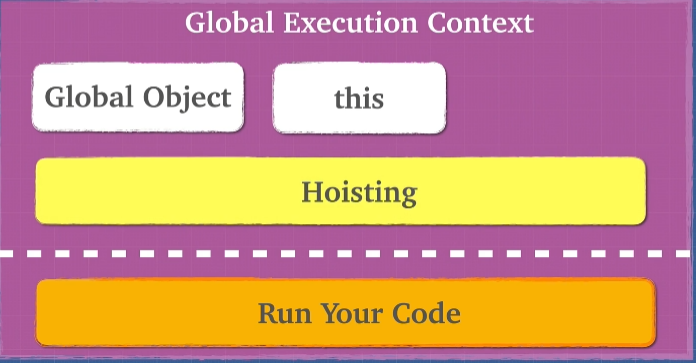 Global Execution Context
Global Object
this
Hoisting
Run Your Code